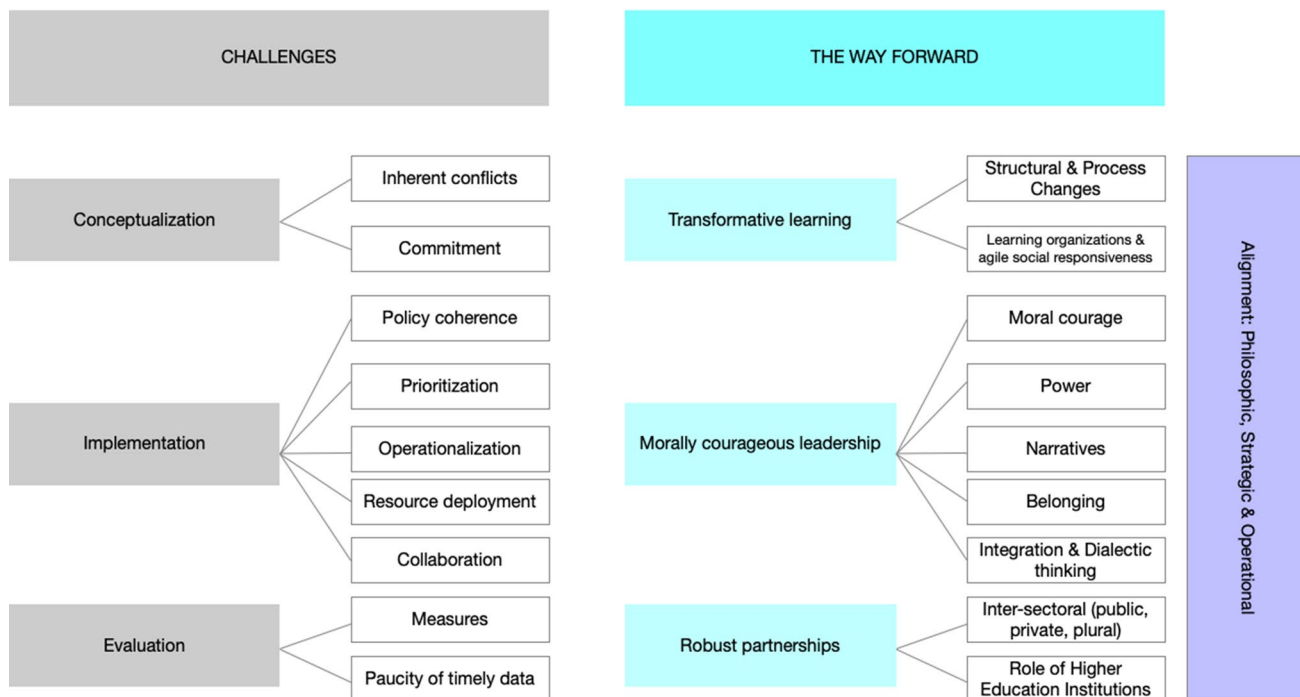 CHALLENGES
THE WAY FORWARD
Conceptualization
Inherent conflicts
Commitment
Implementation
Policy coherence
Prioritization
Operationalization
Resource deployment
Collaboration
Evaluation
Measures
Paucity of timely data
Transformative learning
Structural & Process
Changes
Learning organizations &
agile social responsiveness
Morally courageous leadership
Moral courage
Power
Narratives
Belonging
Integration & Dialectic
thinking
Robust partnerships
Inter-sectoral (public,
private, plural)
Role of Higher
Education Institutions
Alignment: Philosophic, Strategic & Operational